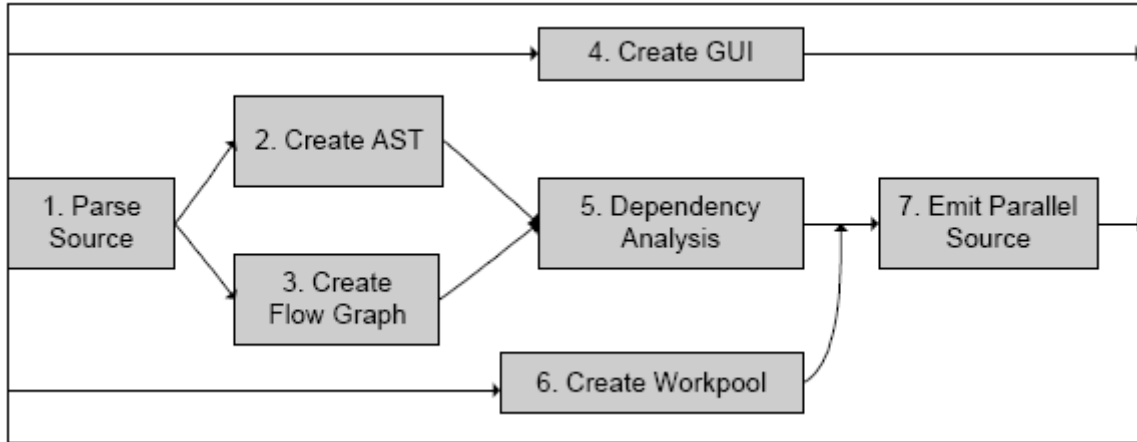 4. Create GUI
2. Create AST
1. Parse
Source
5. Dependency
Analysis
7. Emit Parallel
Source
3. Create
Flow Graph
6. Create Workpool